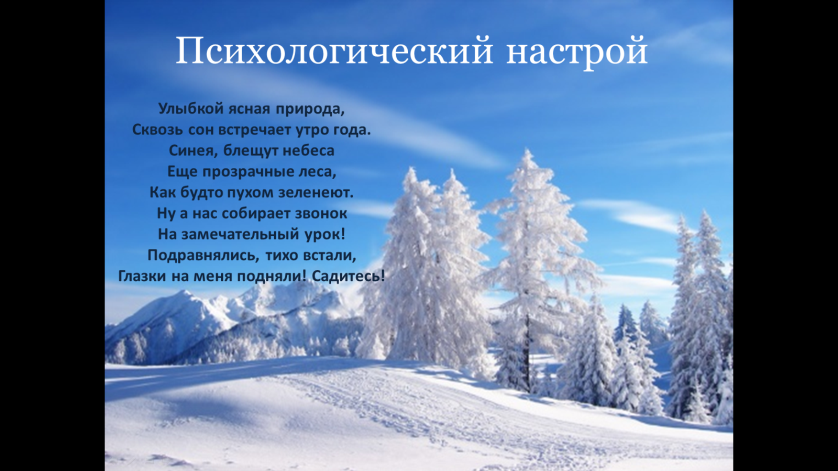 Психологический настрой
Улыбкой ясная природа,
Сквозь сон встречает утро года.
Синея, блещут небеса
Еще прозрачные леса,
Как будто пухом зеленеют.
Ну а нас собирает звонок
На замечательный урок!
Подравнялись, тихо встали,
Глазки на меня подняли! Садитесь!